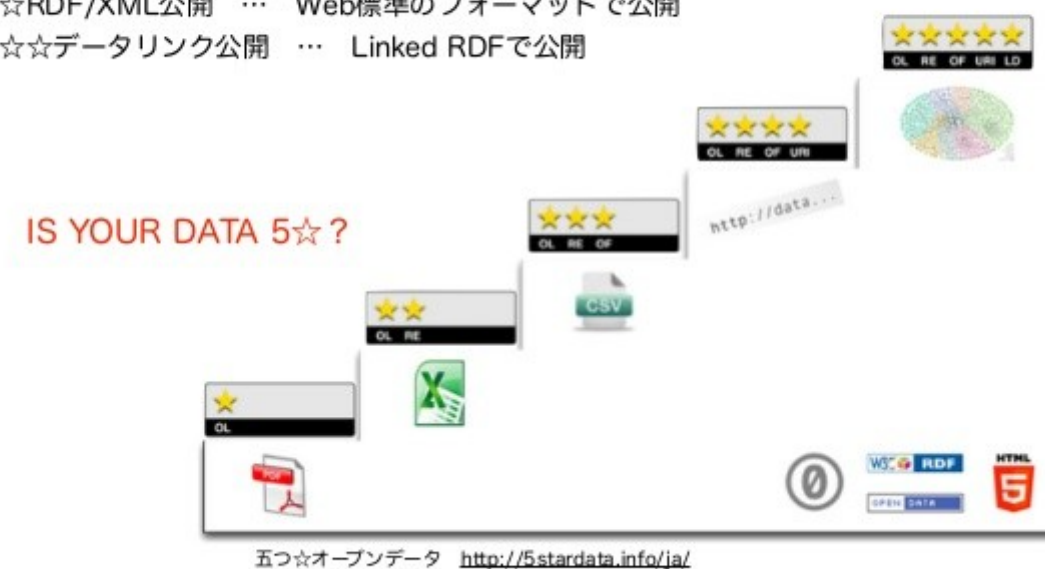 ☆RDF/XML公開 … Web標準のフォーマットで公開
☆☆データリンク公開 … Linked RDFで公開
OL RE OF URI LD
OL RE OF URI
http://data...
IS YOUR DATA 5☆?
OL RE OF
CSV
OL RE
X
OL
PDF
0
W3C RDF
OPEN DATA
HTML
5
五つ☆オープンデータ http://5stardata.info/ja/